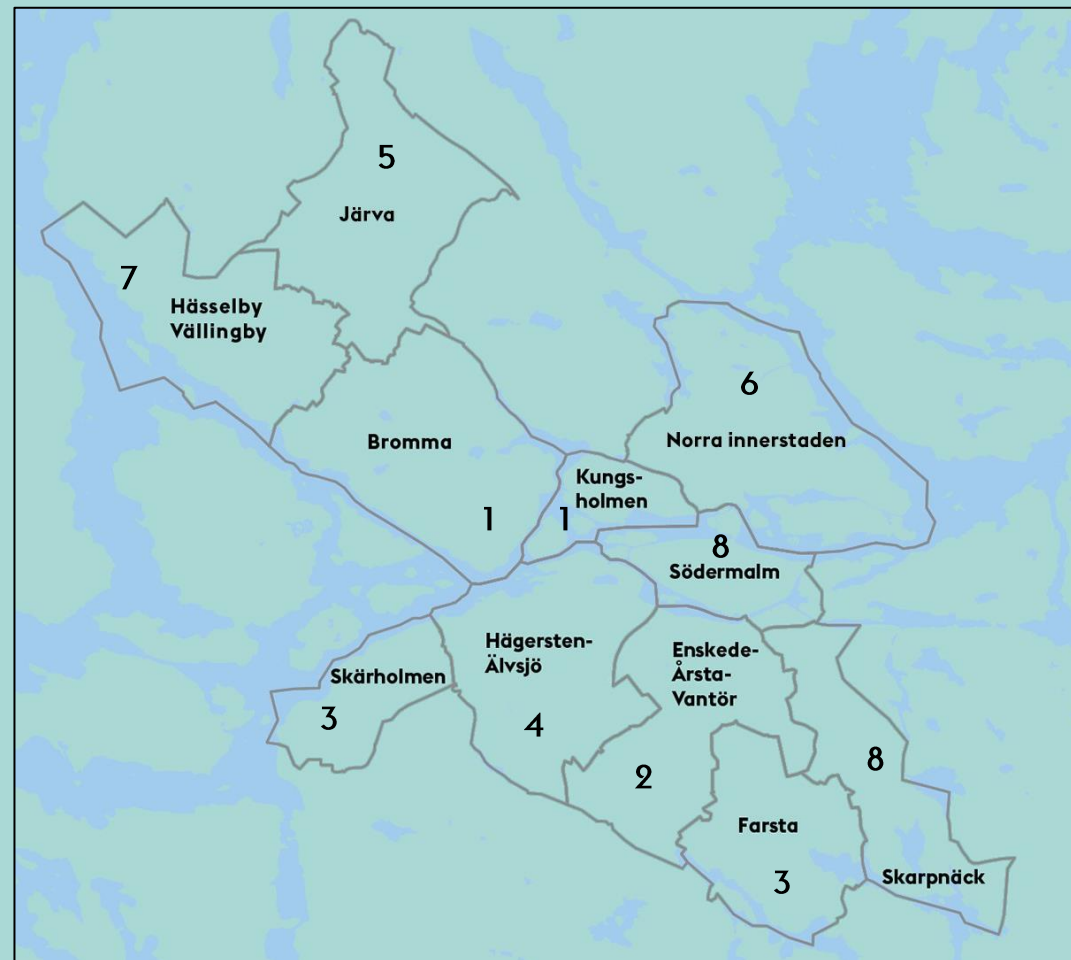 5
Järva
7
Hässelby
Vällingby
6
Norra innerstaden
Bromma
1
Kungs-
holmen
1
8
Södermalm
Hägersten-
Älvsjö
4
Enskede-
Årsta-
Vantör
2
Skärholmen
3
8
Skarpnäck
Farsta
3